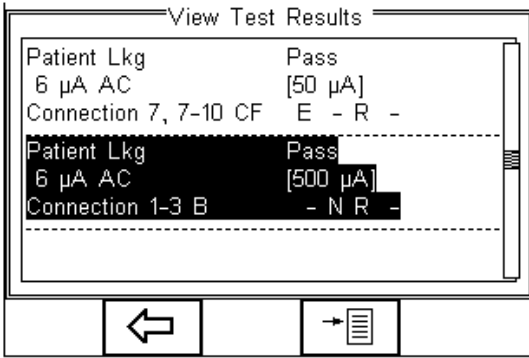 View Test Results
Patient Lkg Pass
6 µA AC [50 µA]
Connection 7, 7-10 CF E - R -
Patient Lkg Pass
6 µA AC [500 µA]
Connection 1-3 B - N R -